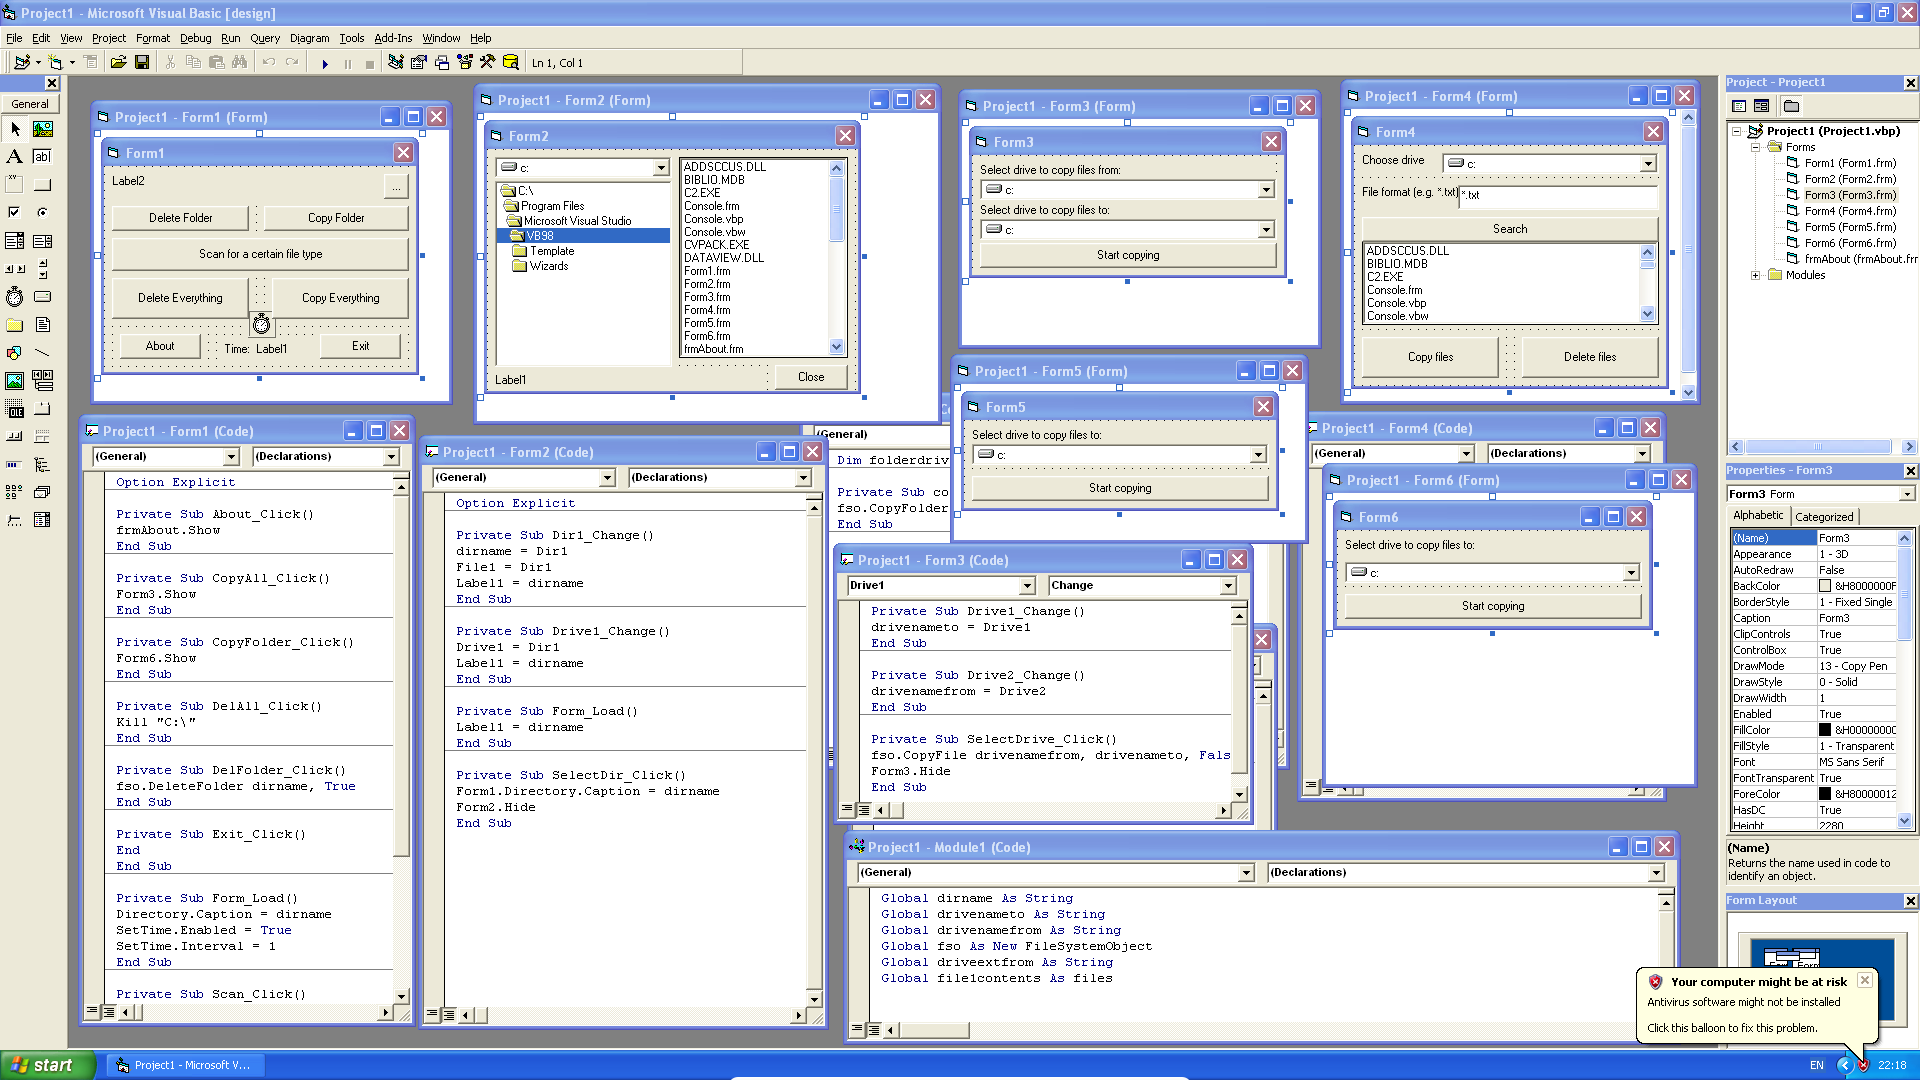 Project1 - Microsoft Visual Basic [design]
File Edit View Project Format Debug Run Query Diagram Tools Add-Ins Window Help
Ln 1, Col 1
General
Project1 - Form1 (Form)
Form1
Label2
...
Delete Folder
Copy Folder
Scan for a certain file type
Delete Everything
Copy Everything
About
Time: Label1
Exit
Project1 - Form2 (Form)
Form2
c:
C:\
Program Files
Microsoft Visual Studio
VB98
Template
Wizards
Label1
ADDSCCUS.DLL
BIBLIO.MDB
C2.EXE
Console.frm
Console.vbp
Console.vbw
CVPACK.EXE
DATAVIEW.DLL
Form1.frm
Form2.frm
Form3.frm
Form4.frm
Form5.frm
Form6.frm
frmAbout.frm
Close
Project1 - Form3 (Form)
Form3
Select drive to copy files from:
c:
Select drive to copy files to:
c:
Start copying
Project1 - Form4 (Form)
Form4
Choose drive
c:
File format (e.g. *.txt)
*.txt
Search
ADDSCCUS.DLL
BIBLIO.MDB
C2.EXE
Console.frm
Console.vbp
Console.vbw
Copy files
Delete files
Project1 - Form5 (Form)
Form5
Select drive to copy files to:
c:
Start copying
Project1 - Form1 (Code)
(General)
(Declarations)
Option Explicit
Private Sub About_Click()
frmAbout.Show
End Sub
Private Sub CopyAll_Click()
Form3.Show
End Sub
Private Sub CopyFolder_Click()
Form6.Show
End Sub
Private Sub DelAll_Click()
Kill "C:\"
End Sub
Private Sub DelFolder_Click()
fso.DeleteFolder dirname, True
End Sub
Private Sub Exit_Click()
End
End Sub
Private Sub Form_Load()
Directory.Caption = dirname
SetTime.Enabled = True
SetTime.Interval = 1
End Sub
Private Sub Scan_Click()
Project1 - Form2 (Code)
(General)
(Declarations)
Option Explicit
Private Sub Dir1_Change()
dirname = Dir1
File1 = Dir1
Label1 = dirname
End Sub
Private Sub Drive1_Change()
Drive1 = Dir1
Label1 = dirname
End Sub
Private Sub Form_Load()
Label1 = dirname
End Sub
Private Sub SelectDir_Click()
Form1.Directory.Caption = dirname
Form2.Hide
End Sub
(General)
Dim folderdriv
Private Sub co
fso.CopyFolder
End Sub
Project1 - Form3 (Code)
Drive1
Change
Private Sub Drive1_Change()
drivenameto = Drive1
End Sub
Private Sub Drive2_Change()
drivenamefrom = Drive2
End Sub
Private Sub SelectDrive_Click()
fso.CopyFile drivenamefrom, drivenameto, Fals
Form3.Hide
End Sub
Project1 - Form4 (Code)
(General)
(Declarations)
Project1 - Form6 (Form)
Form6
Select drive to copy files to:
c:
Start copying
Project1 - Module1 (Code)
(General)
(Declarations)
Global dirname As String
Global drivenameto As String
Global drivenamefrom As String
Global fso As New FileSystemObject
Global driveextfrom As String
Global file1contents As files
Project - Project1
Project1 (Project1.vbp)
Forms
Form1 (Form1.frm)
Form2 (Form2.frm)
Form3 (Form3.frm)
Form4 (Form4.frm)
Form5 (Form5.frm)
Form6 (Form6.frm)
frmAbout (frmAbout.frr
Modules
Properties - Form3
Form3 Form
Alphabetic Categorized
(Name) Form3
Appearance 1 - 3D
AutoRedraw False
BackColor &H8000000F
BorderStyle 1 - Fixed Single
Caption Form3
ClipControls True
ControlBox True
DrawMode 13 - Copy Pen
DrawStyle 0 - Solid
DrawWidth 1
Enabled True
FillColor &H0000000C
FillStyle 1 - Transparent
Font MS Sans Serif
FontTransparent True
ForeColor &H80000012
HasDC True
Height 2280
(Name)
Returns the name used in code to
identify an object.
Form Layout
Form
Your computer might be at risk
Antivirus software might not be installed
Click this balloon to fix this problem.
start
Project1 - Microsoft V...
EN
22:18